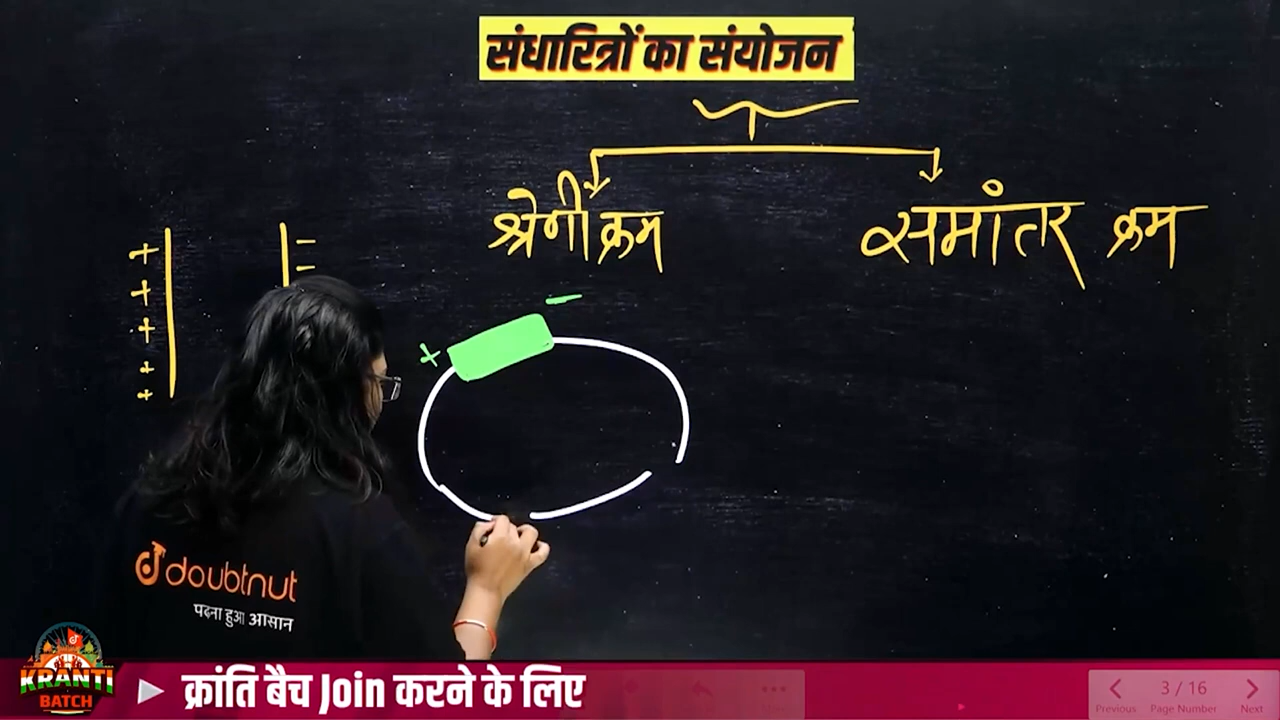 संधारित्रों का संयोजन
श्रेणीक्रम
समांतर क्रम
+
+
+
+
+
-
-
+
-
doubtnut
पढ़ना हुआ आसान
KRANTI
BATCH
क्रांति बैच Join करने के लिए
3 / 16
Previous Page Number Next